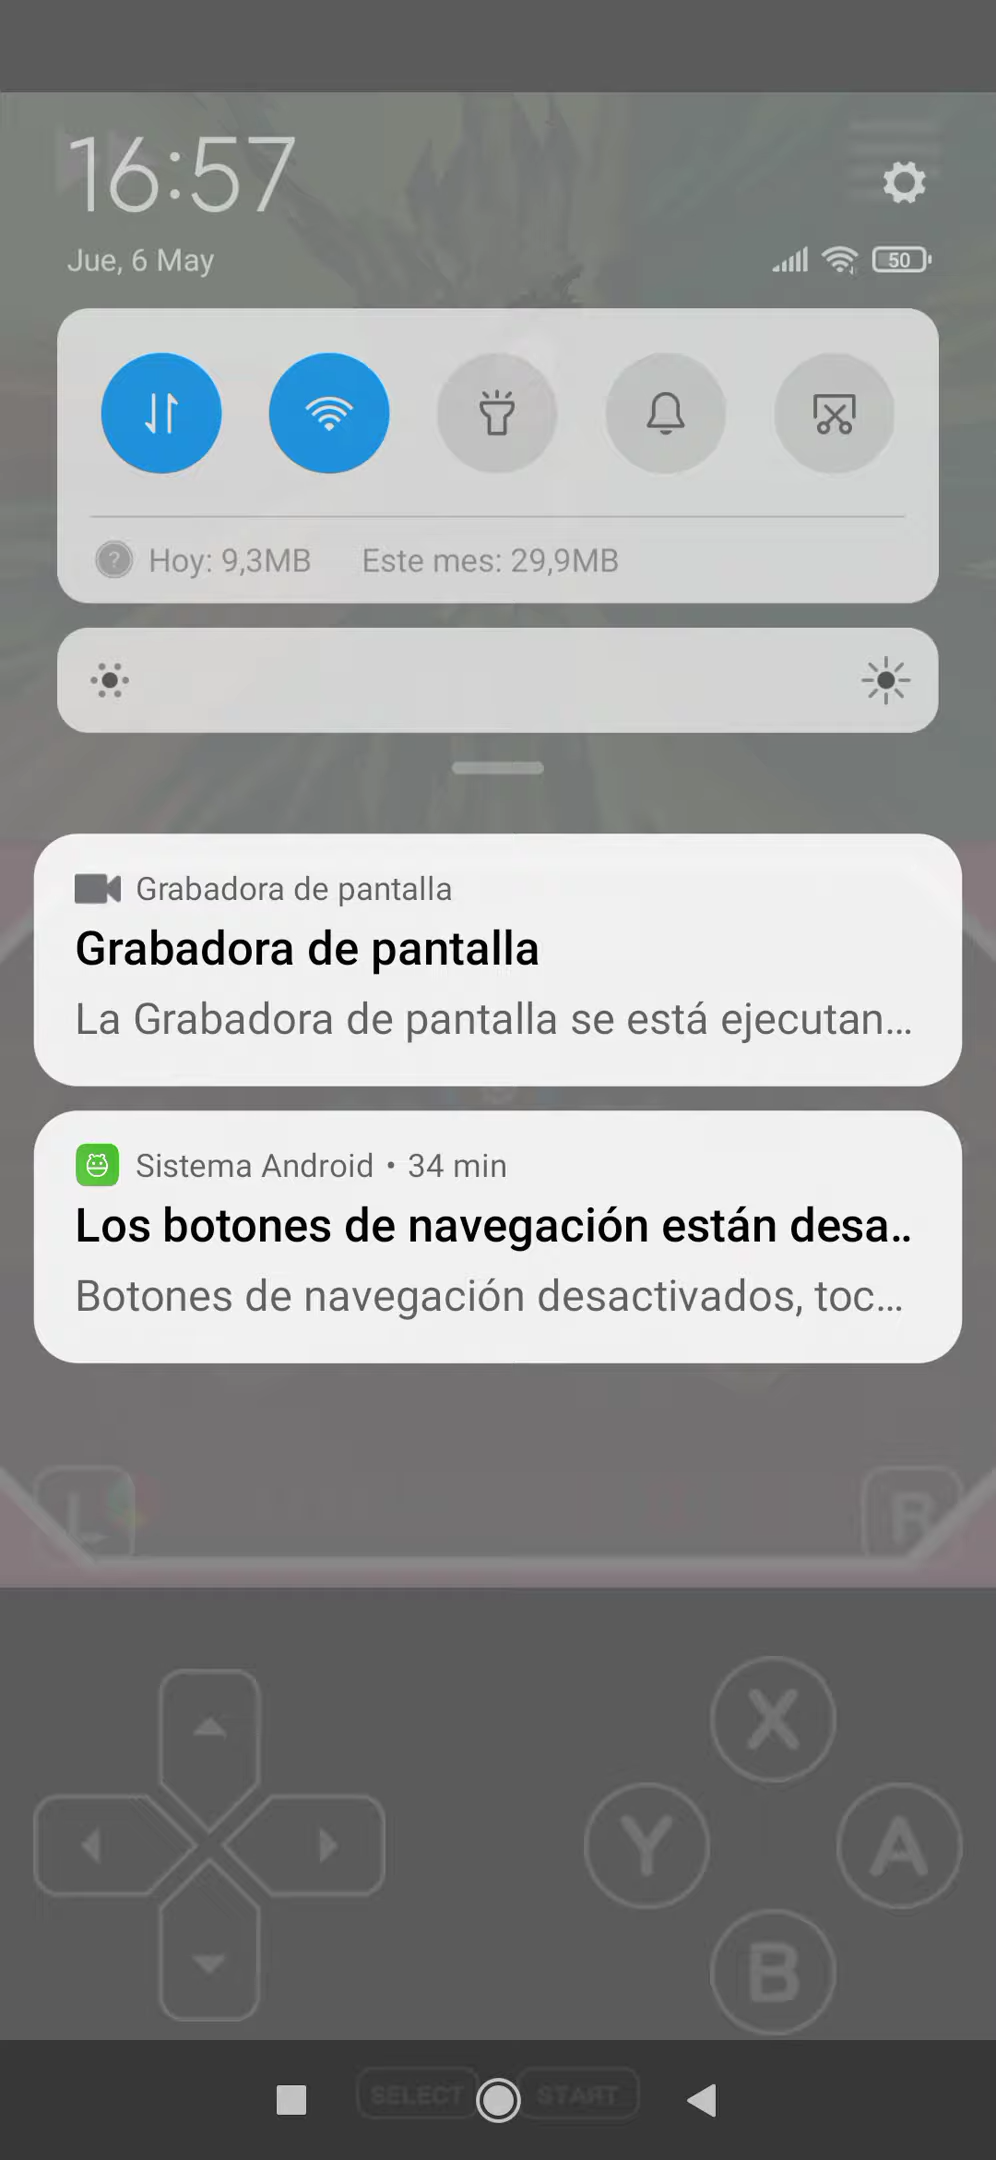 16:57
Jue, 6 May
50
Hoy: 9,3MB Este mes: 29,9MB
Grabadora de pantalla
Grabadora de pantalla
La Grabadora de pantalla se está ejecutan...
Sistema Android • 34 min
Los botones de navegación están desa..
Botones de navegación desactivados, toc...
L R
X
Y A
B
SELECT START